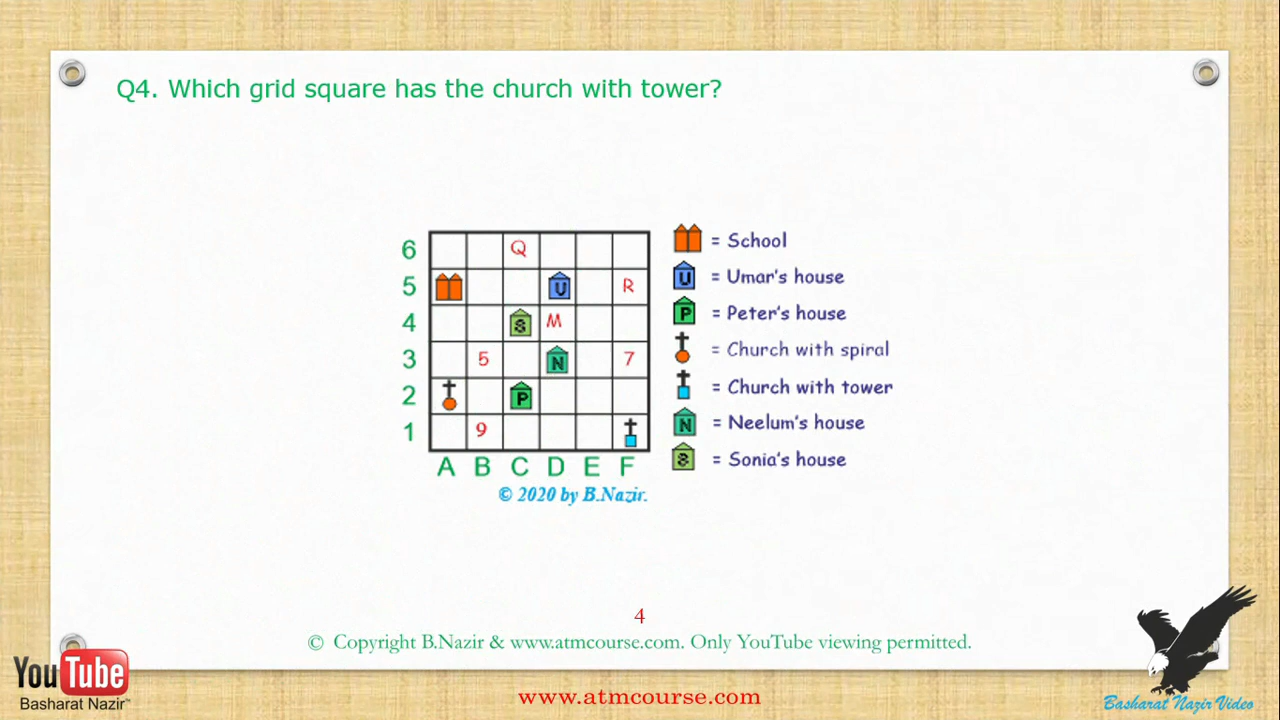 Q4. Which grid square has the church with tower?
6 Q
= School
5 U R
U = Umar's house
4 S M
P = Peter's house
3 5 N 7
= Church with spiral
2 P
= Church with tower
1 9
N = Neelum's house
A B C D E F
S = Sonia's house
© 2020 by B.Nazir.
4
© Copyright B.Nazir & www.atmcourse.com. Only YouTube viewing permitted.
YouTube
Basharat Nazir™
www.atmcourse.com
Basharat Nazir Video